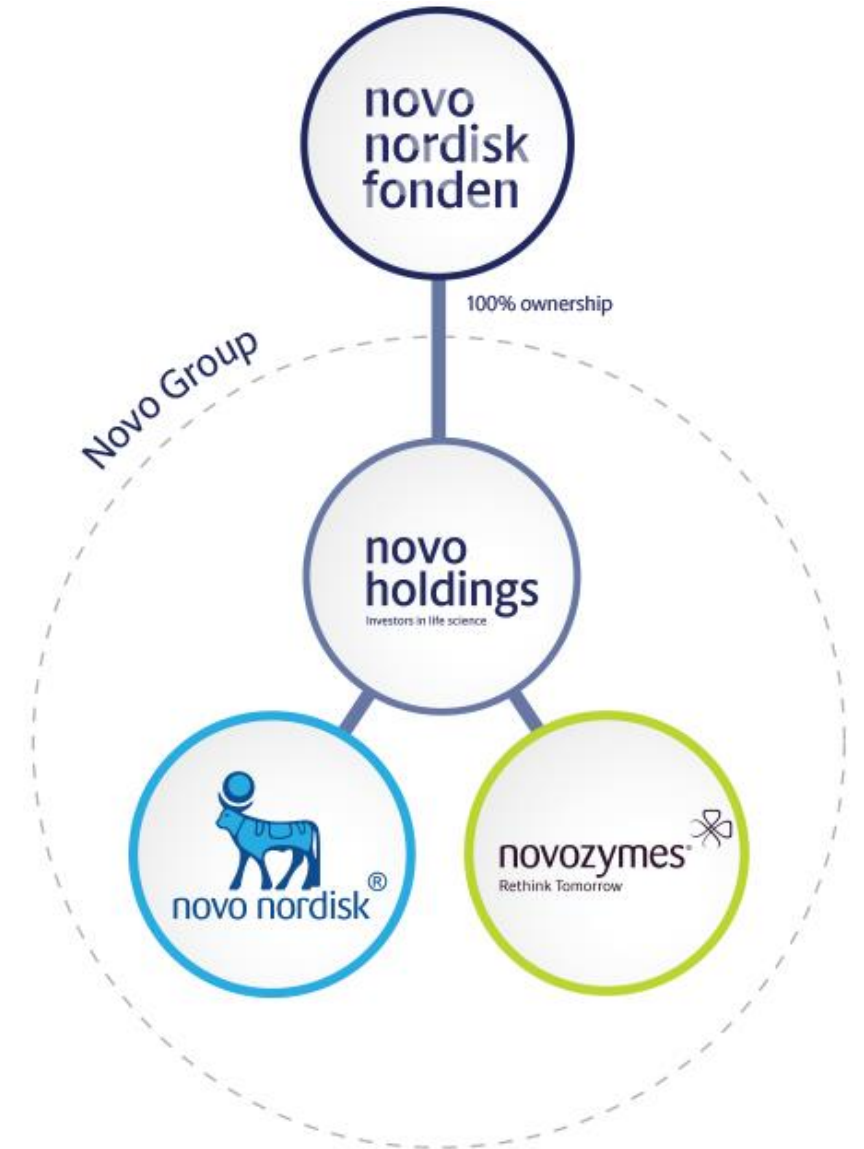 novo
nordisk
fonden
100% ownership
Novo Group
novo
holdings
Investors in life science
novo nordisk®
novozymes®
Rethink Tomorrow